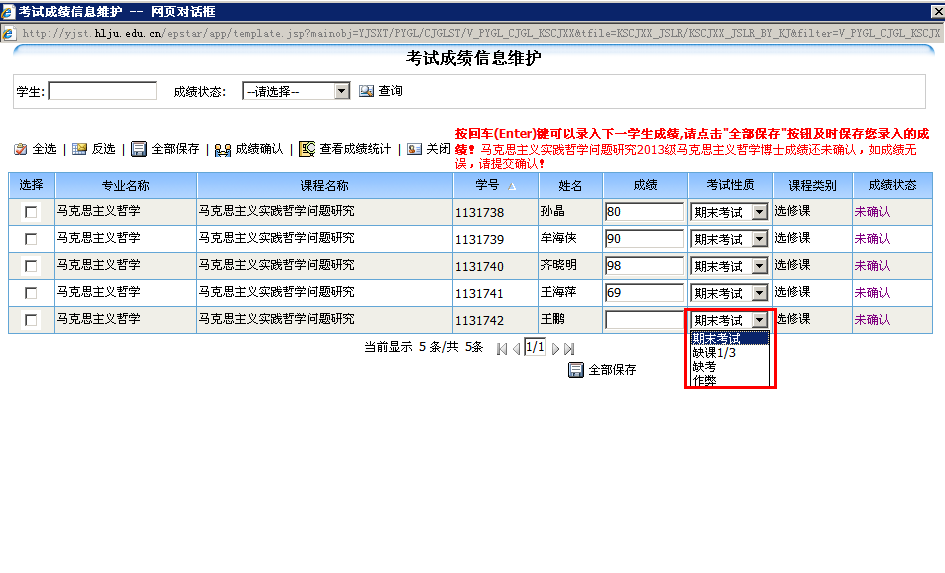 考试成绩信息维护 -- 网页对话框
http://yjst.hlju.edu.cn/epstar/app/template.jsp?mainobj=YJSXT/PYGL/CJGLST/V_PYGL_CJGL_KSCJXX&tfile=KSCJXX_JSLR/KSCJXX_JSLR_BY_KJ&filter=V_PYGL_CJGL_KSCJX
考试成绩信息维护
学生: 成绩状态: --请选择-- 查询
按回车(Enter)键可以录入下一学生成绩,请点击"全部保存"按钮及时保存您录入的成
全选 | 反选 | 全部保存 | 成绩确认 | 查看成绩统计 | 关闭 绩! 马克思主义实践哲学问题研究2013级马克思主义哲学博士成绩还未确认，如成绩无
误，请提交确认!
选择 专业名称 课程名称 学号 姓名 成绩 考试性质 课程类别 成绩状态
马克思主义哲学 马克思主义实践哲学问题研究 1131738 孙晶 80 期末考试 选修课 未确认
马克思主义哲学 马克思主义实践哲学问题研究 1131739 牟海侠 90 期末考试 选修课 未确认
马克思主义哲学 马克思主义实践哲学问题研究 1131740 齐晓明 98 期末考试 选修课 未确认
马克思主义哲学 马克思主义实践哲学问题研究 1131741 王海萍 69 期末考试 选修课 未确认
马克思主义哲学 马克思主义实践哲学问题研究 1131742 王鹏 期末考试 选修课 未确认
期末考试
缺课1/3
缺考
作弊
当前显示 5 条/共 5条 1/1
全部保存